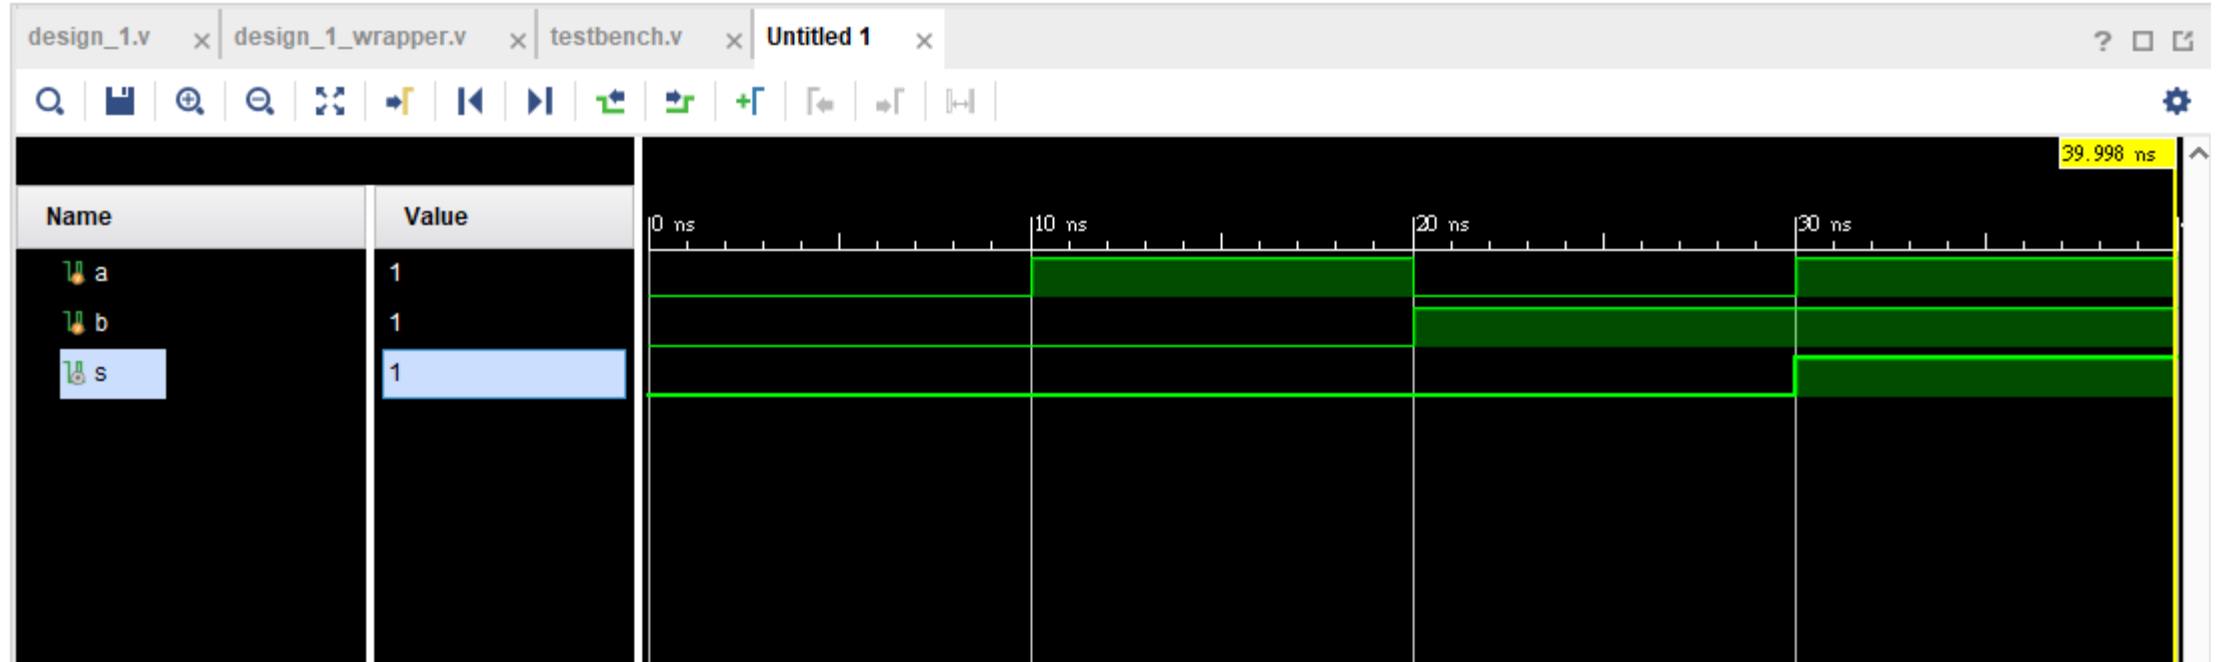 design_1.v × design_1_wrapper.v × testbench.v × Untitled 1 ×
?
39.998 ns
Name Value
0 ns 10 ns 20 ns 30 ns
a 1
b 1
s 1